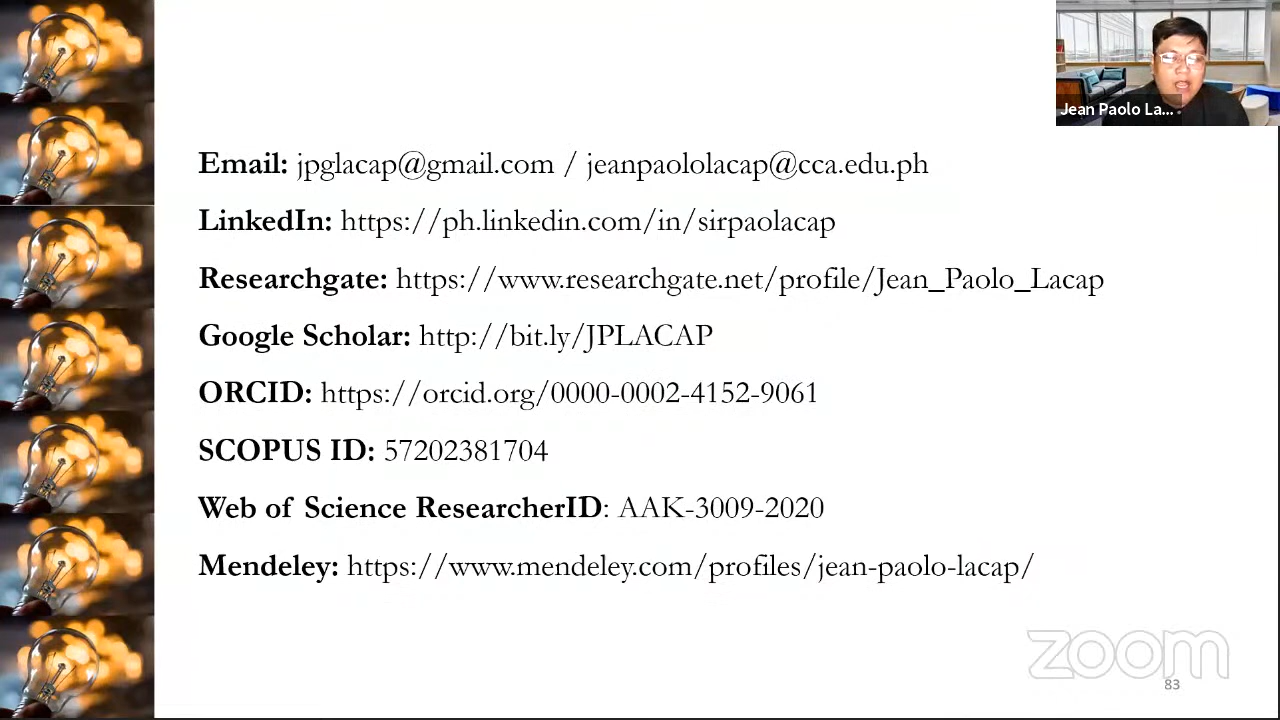 Jean Paolo La...
Email: jpglacap@gmail.com / jeanpaololacap@cca.edu.ph
LinkedIn: https://ph.linkedin.com/in/sirpaolacap
Researchgate: https://www.researchgate.net/profile/Jean_Paolo_Lacap
Google Scholar: http://bit.ly/JPLACAP
ORCID: https://orcid.org/0000-0002-4152-9061
SCOPUS ID: 57202381704
Web of Science ResearcherID: AAK-3009-2020
Mendeley: https://www.mendeley.com/profiles/jean-paolo-lacap/
zoom
83